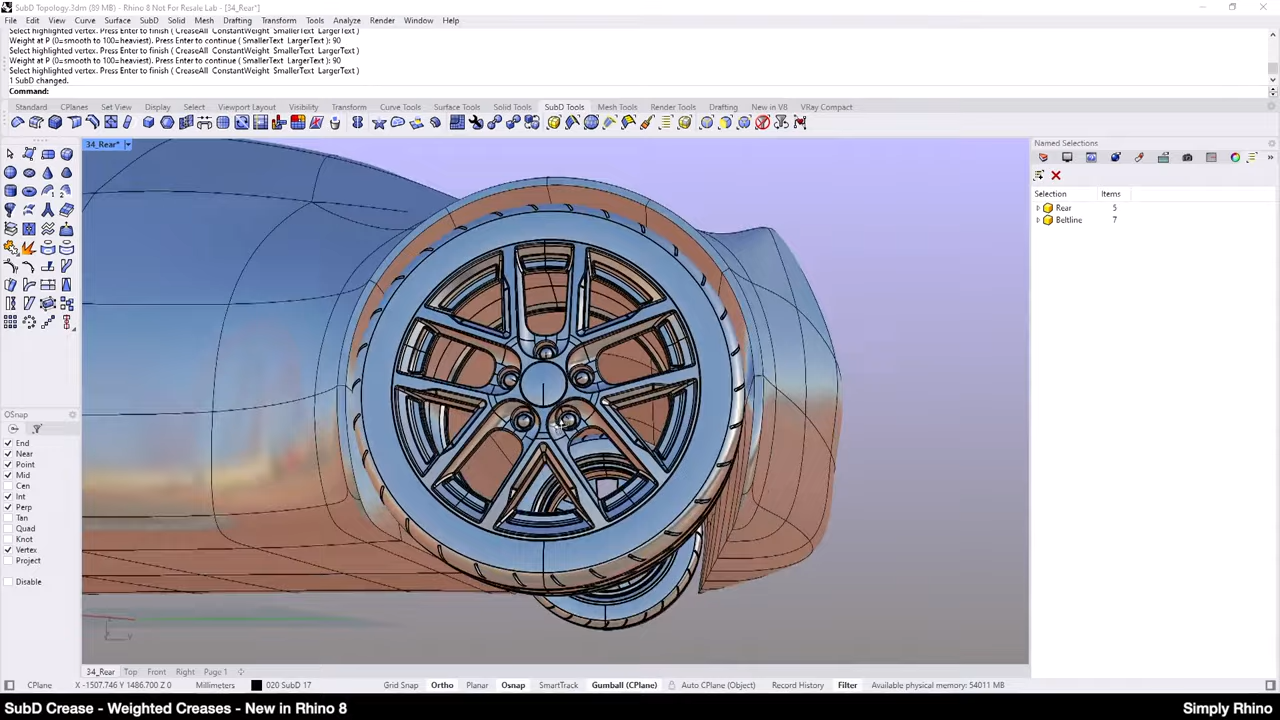 SubD Topology.3dm (89 MB) - Rhino 8 Not For Resale Lab - [34_Rear*]
File Edit View Curve Surface SubD Solid Mesh Drafting Transform Tools Analyze Render Window Help
Select highlighted vertex. Press Enter to finish ( CreaseAll ConstantWeight SmallerText LargerText )
Weight at P (0=smooth to 100=heaviest). Press Enter to continue ( SmallerText LargerText ): 90
Select highlighted vertex. Press Enter to finish ( CreaseAll ConstantWeight SmallerText LargerText )
Weight at P (0=smooth to 100=heaviest). Press Enter to continue ( SmallerText LargerText ): 90
Select highlighted vertex. Press Enter to finish ( CreaseAll ConstantWeight SmallerText LargerText )
1 SubD changed.
Command:
Standard CPlanes Set View Display Select Viewport Layout Visibility Transform Curve Tools Surface Tools Solid Tools SubD Tools Mesh Tools Render Tools Drafting New in V8 VRay Compact
34_Rear*
Named Selections
Selection Items
Rear 5
Beltline 7
OSnap
End
Near
Point
Mid
Cen
Int
Perp
Tan
Quad
Knot
Vertex
Project
Disable
34_Rear Top Front Right Page 1
CPlane X -1507.746 Y 1486.700 Z 0 Millimeters 020 SubD 17 Grid Snap Ortho Planar Osnap SmartTrack Gumball (CPlane) Auto CPlane (Object) Record History Filter Available physical memory: 54011 MB
SubD Crease - Weighted Creases - New in Rhino 8 Simply Rhino